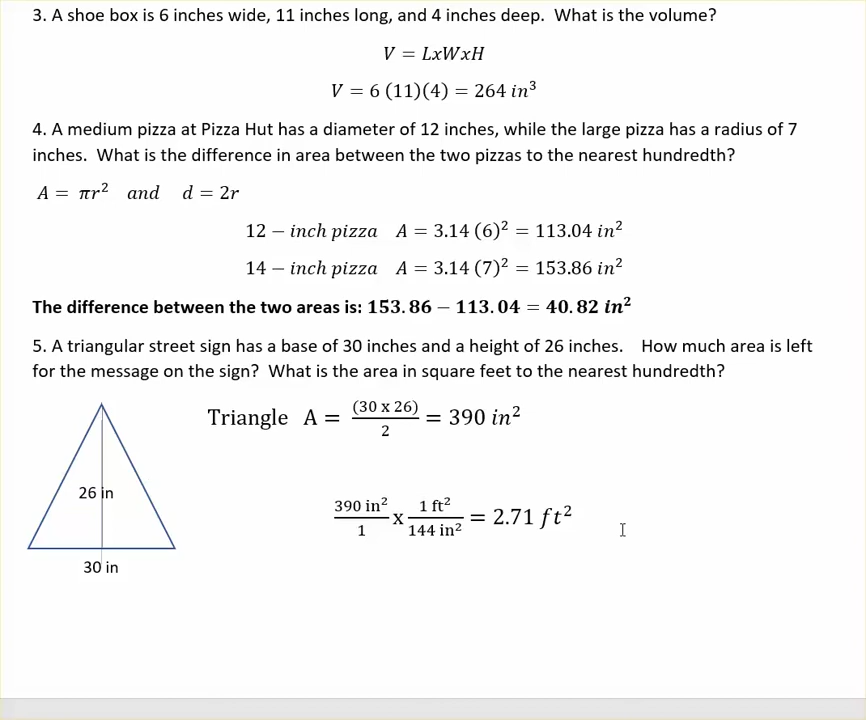 3. A shoe box is 6 inches wide, 11 inches long, and 4 inches deep.  What is the volume?
V = LxWxH
V = 6 (11)(4) = 264 in³
4. A medium pizza at Pizza Hut has a diameter of 12 inches, while the large pizza has a radius of 7
inches.  What is the difference in area between the two pizzas to the nearest hundredth?
A = πr²  and  d = 2r
12 – inch pizza  A = 3.14 (6)² = 113.04 in²
14 – inch pizza  A = 3.14 (7)² = 153.86 in²
The difference between the two areas is: 153.86 – 113.04 = 40.82 in²
5. A triangular street sign has a base of 30 inches and a height of 26 inches.   How much area is left
for the message on the sign?  What is the area in square feet to the nearest hundredth?
Triangle  A = (30 x 26)/2 = 390 in²
26 in
390 in²/1 x 1 ft²/144 in² = 2.71 ft²
30 in